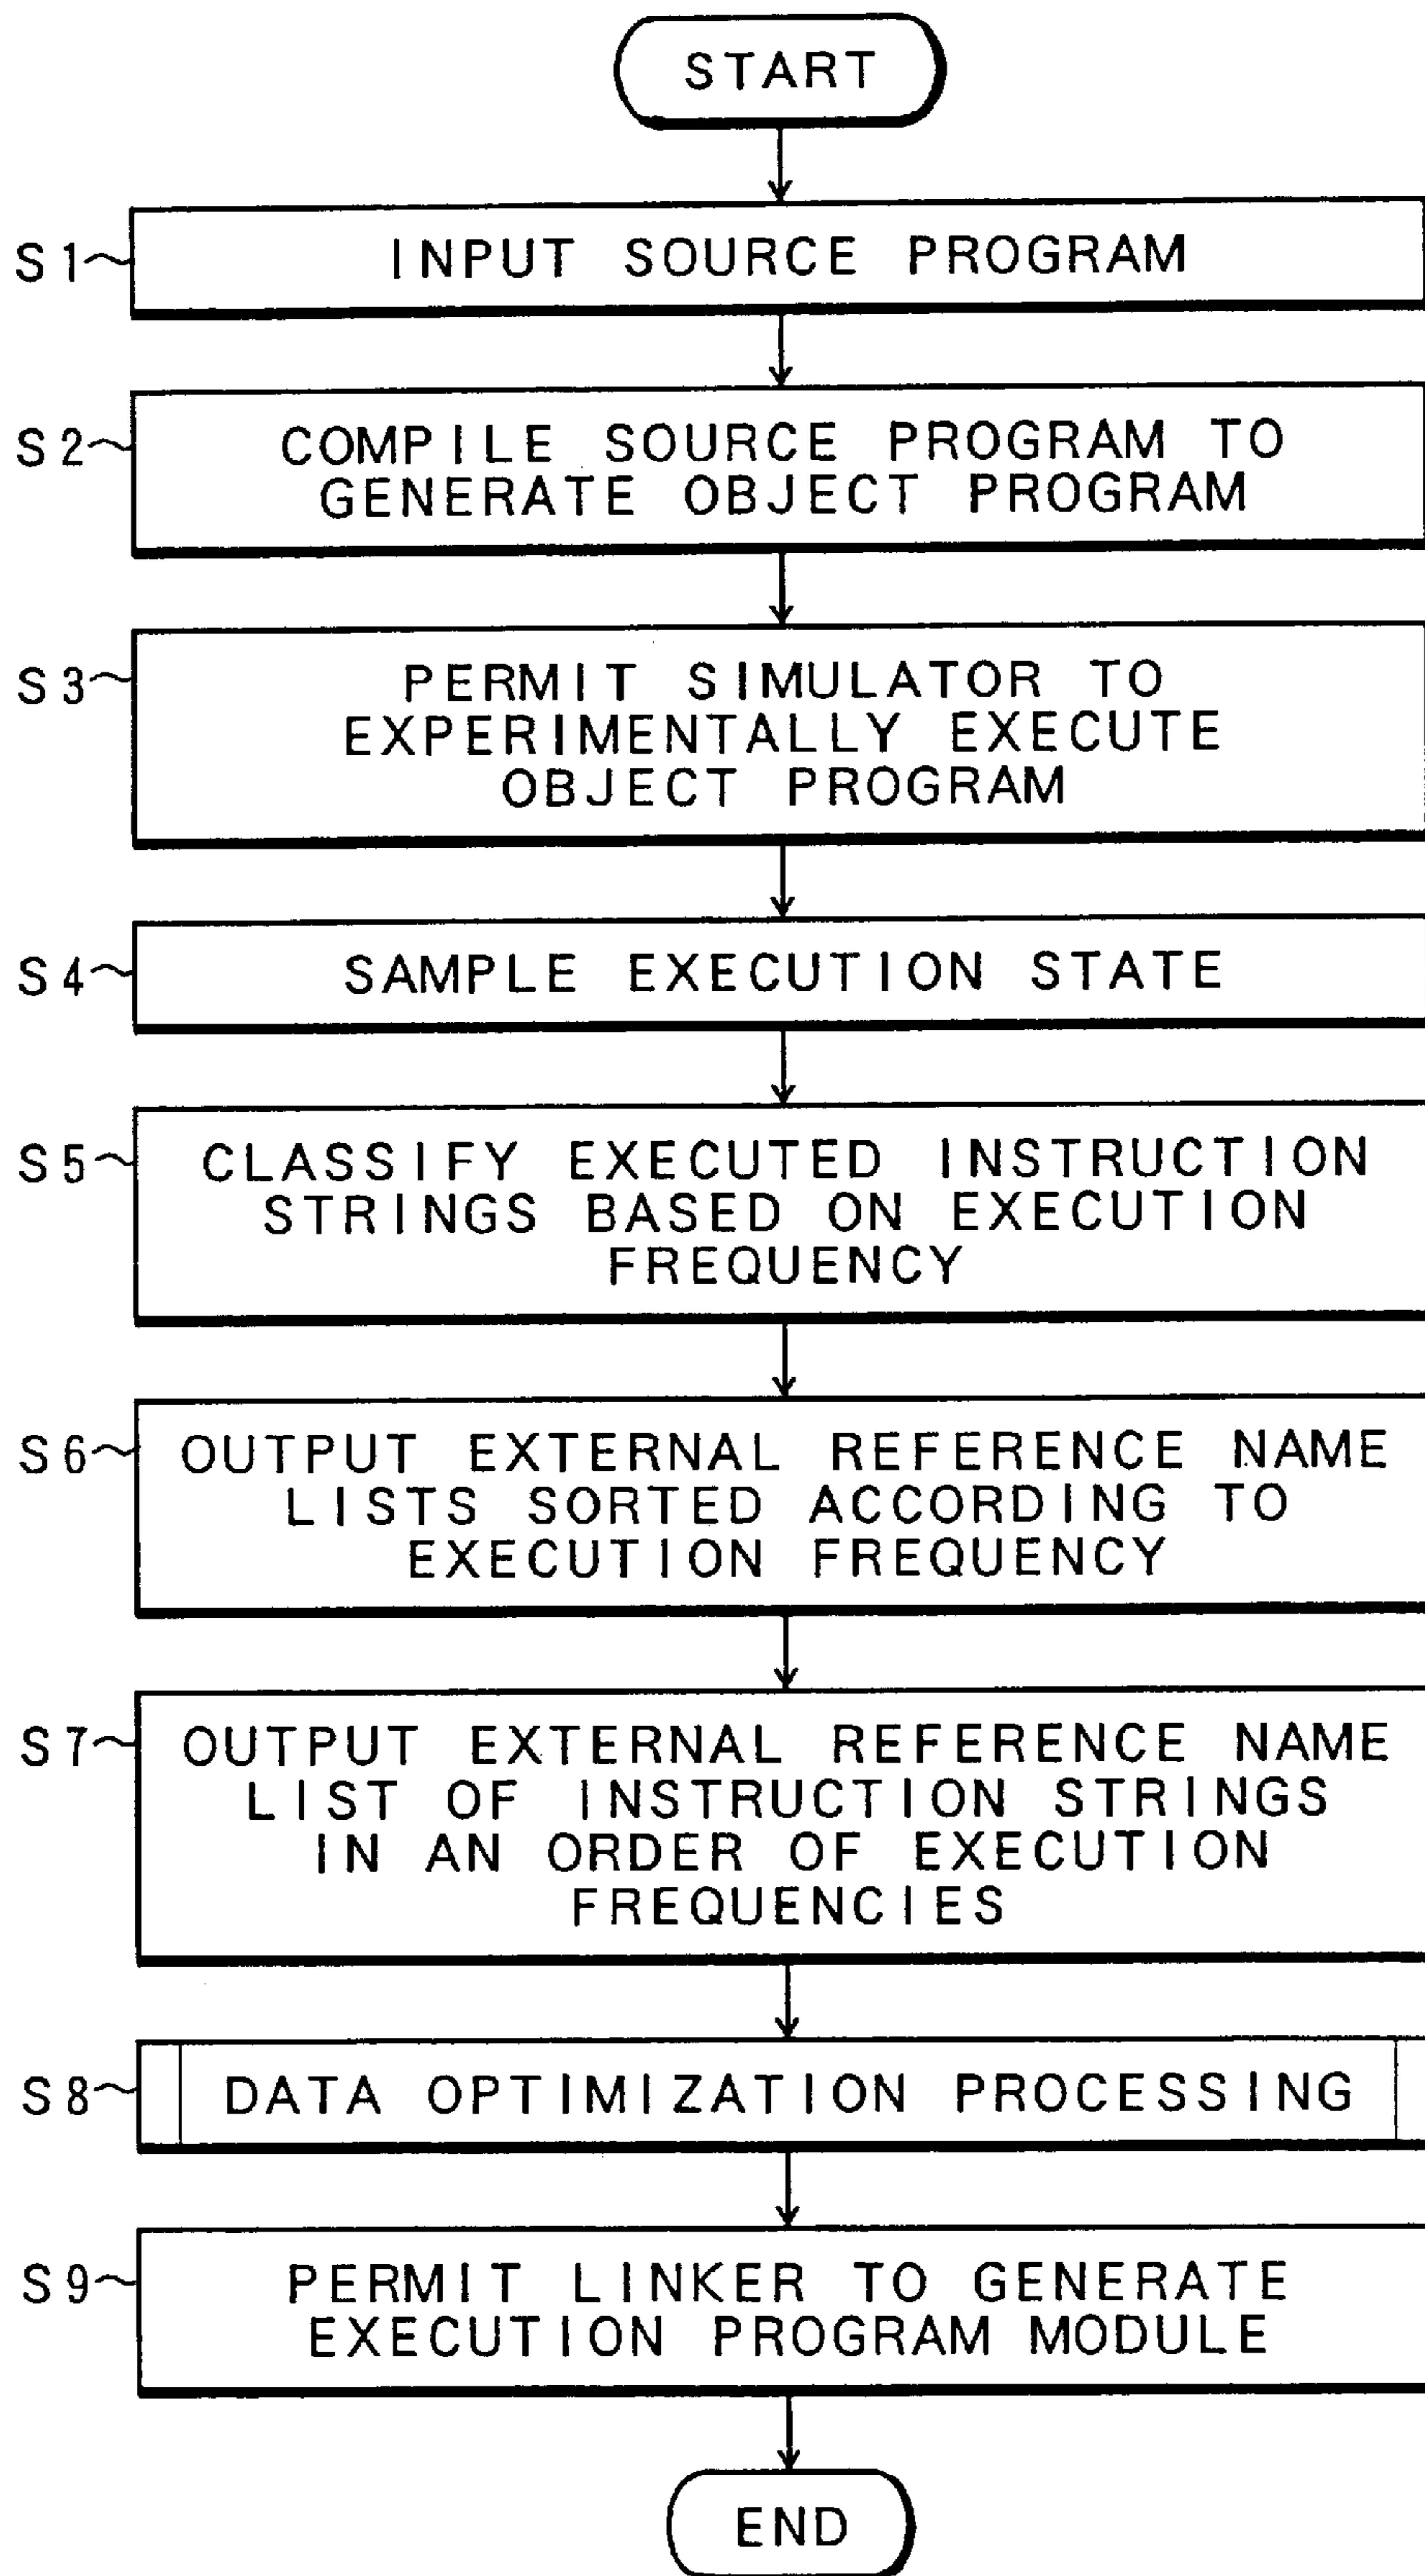 START
S1 INPUT SOURCE PROGRAM
S2 COMPILE SOURCE PROGRAM TO
GENERATE OBJECT PROGRAM
S3 PERMIT SIMULATOR TO
EXPERIMENTALLY EXECUTE
OBJECT PROGRAM
S4 SAMPLE EXECUTION STATE
S5 CLASSIFY EXECUTED INSTRUCTION
STRINGS BASED ON EXECUTION
FREQUENCY
S6 OUTPUT EXTERNAL REFERENCE NAME
LISTS SORTED ACCORDING TO
EXECUTION FREQUENCY
S7 OUTPUT EXTERNAL REFERENCE NAME
LIST OF INSTRUCTION STRINGS
IN AN ORDER OF EXECUTION
FREQUENCIES
S8 DATA OPTIMIZATION PROCESSING
S9 PERMIT LINKER TO GENERATE
EXECUTION PROGRAM MODULE
END